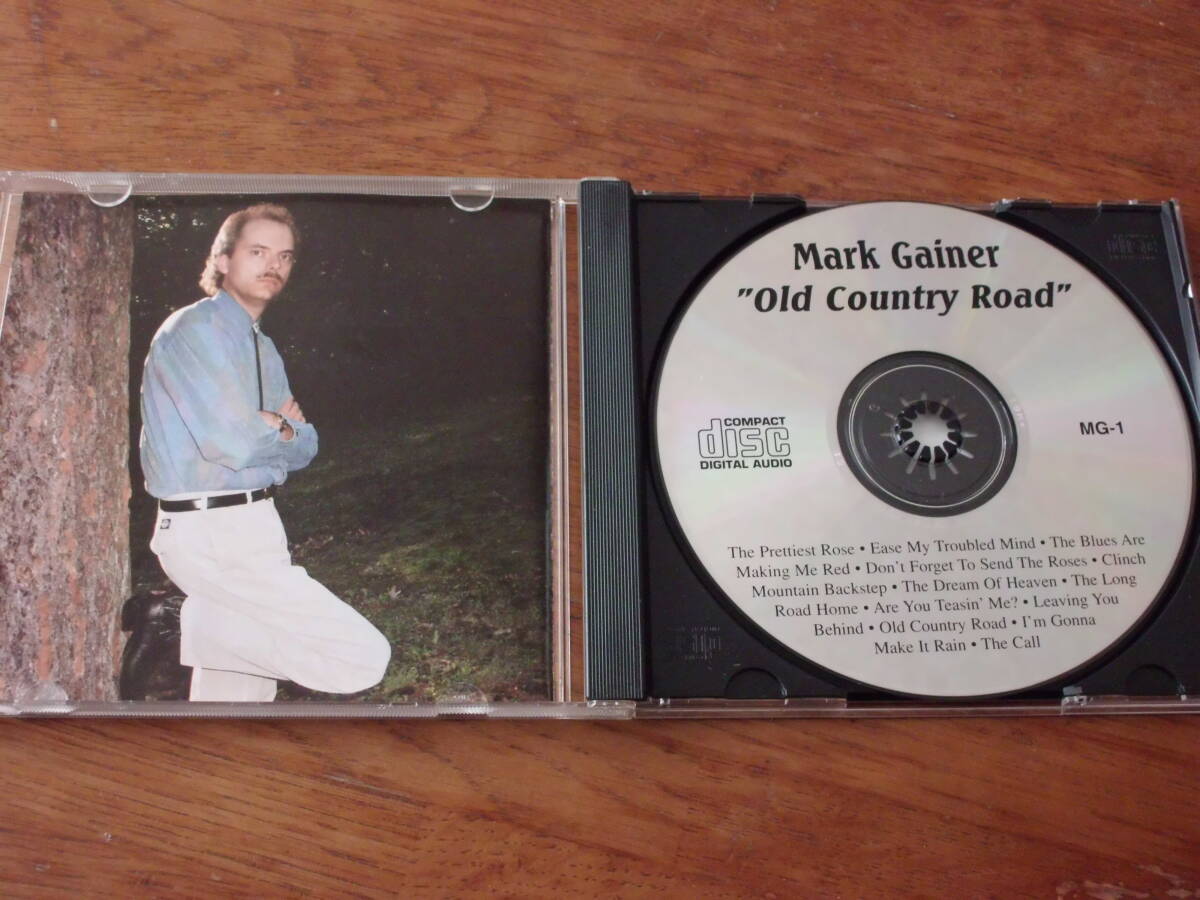 Mark Gainer
"Old Country Road"
COMPACT
disc
DIGITAL AUDIO
MG-1
The Prettiest Rose • Ease My Troubled Mind • The Blues Are
Making Me Red • Don't Forget To Send The Roses • Clinch
Mountain Backstep • The Dream Of Heaven • The Long
Road Home • Are You Teasin' Me? • Leaving You
Behind • Old Country Road • I'm Gonna
Make It Rain • The Call